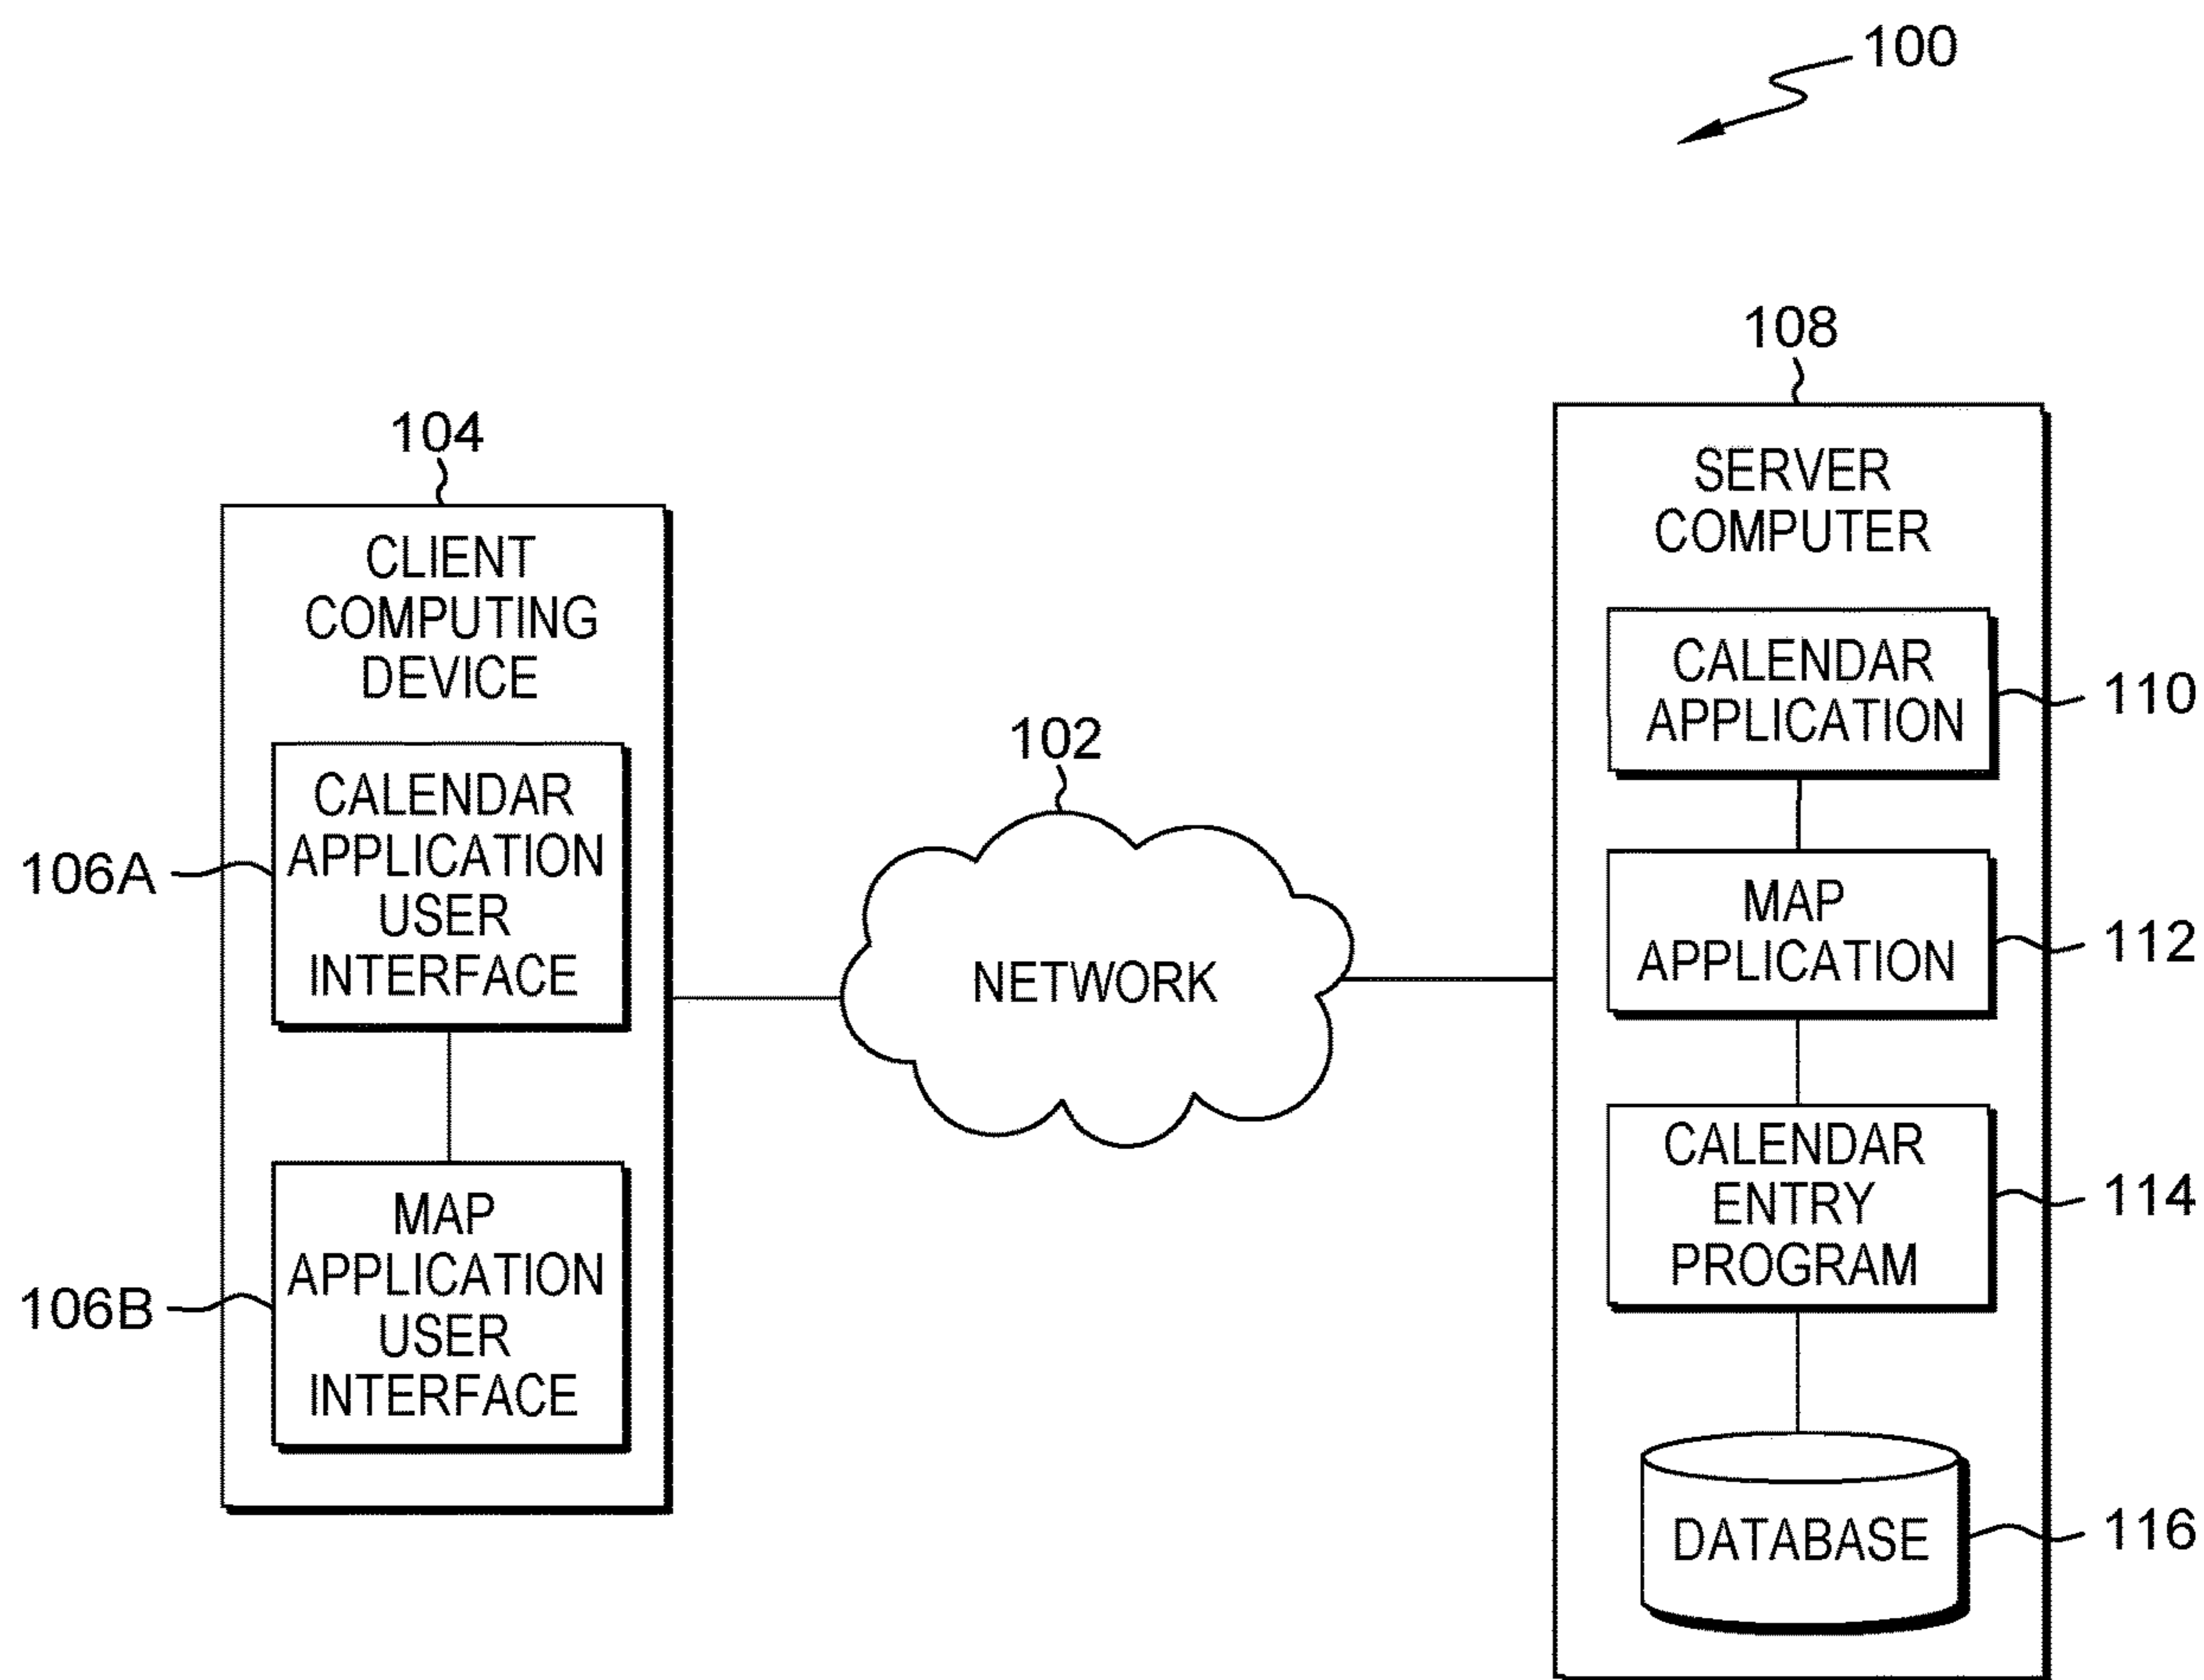 100
108
104
SERVER
COMPUTER
CLIENT
COMPUTING
DEVICE
CALENDAR
APPLICATION
110
102
CALENDAR
APPLICATION
USER
INTERFACE
106A
MAP
APPLICATION
112
NETWORK
CALENDAR
ENTRY
PROGRAM
114
MAP
APPLICATION
USER
INTERFACE
106B
DATABASE
116